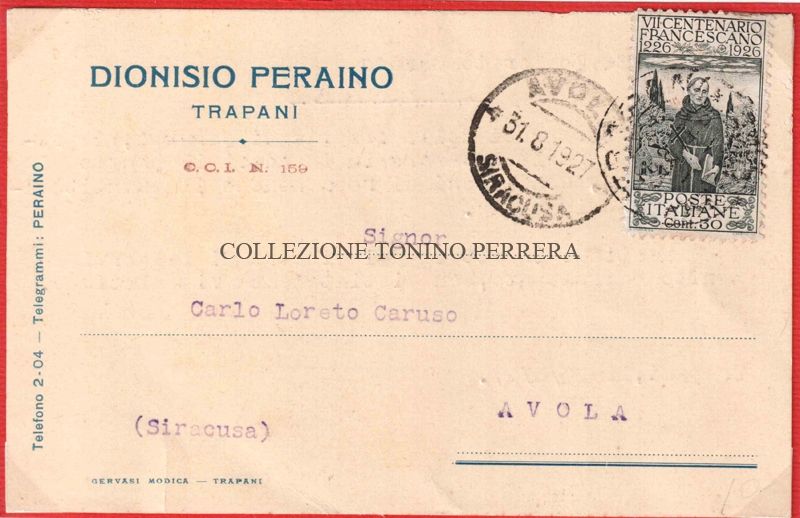 DIONISIO PERAINO
TRAPANI
C.C.I. N. 159
Telefono 2-04 — Telegrammi: PERAINO
VII·CENTENARIO
FRANCESCANO
1226 1926
POSTE
ITALIANE
Cent. 30
AVOLA
31.8.1927
SIRACUSA
Signor
COLLEZIONE TONINO PERRERA
Carlo Loreto Caruso
AVOLA
(Siracusa)
GERVASI MODICA — TRAPANI